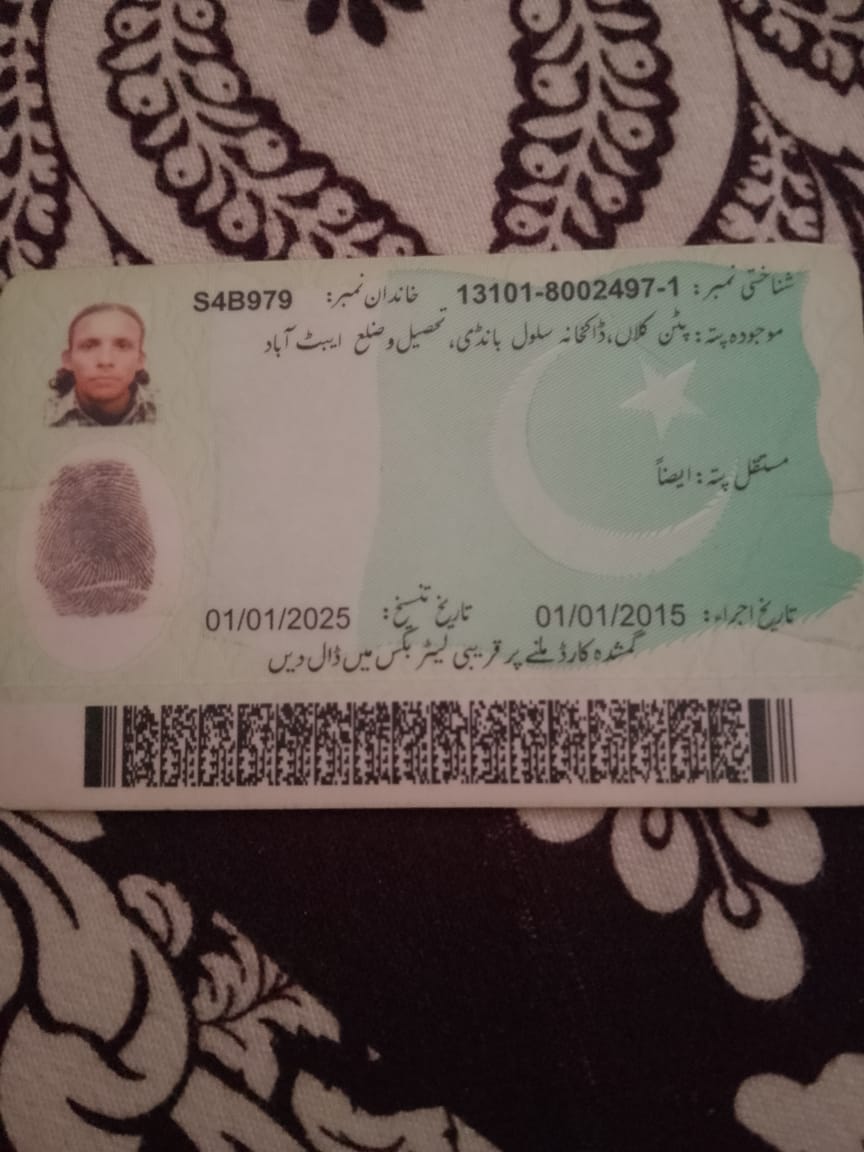 شناختی نمبر: 13101-8002497-1 خاندان نمبر: S4B979
موجودہ پتہ: پٹن کلاں، ڈاکخانہ سلول بانڈی، تحصیل و ضلع ایبٹ آباد
مستقل پتہ: ایضاً
تاریخ اجراء: 01/01/2015 تاریخ تنسیخ: 01/01/2025
گمشدہ کارڈ ملنے پر قریبی لیٹر بکس میں ڈال دیں